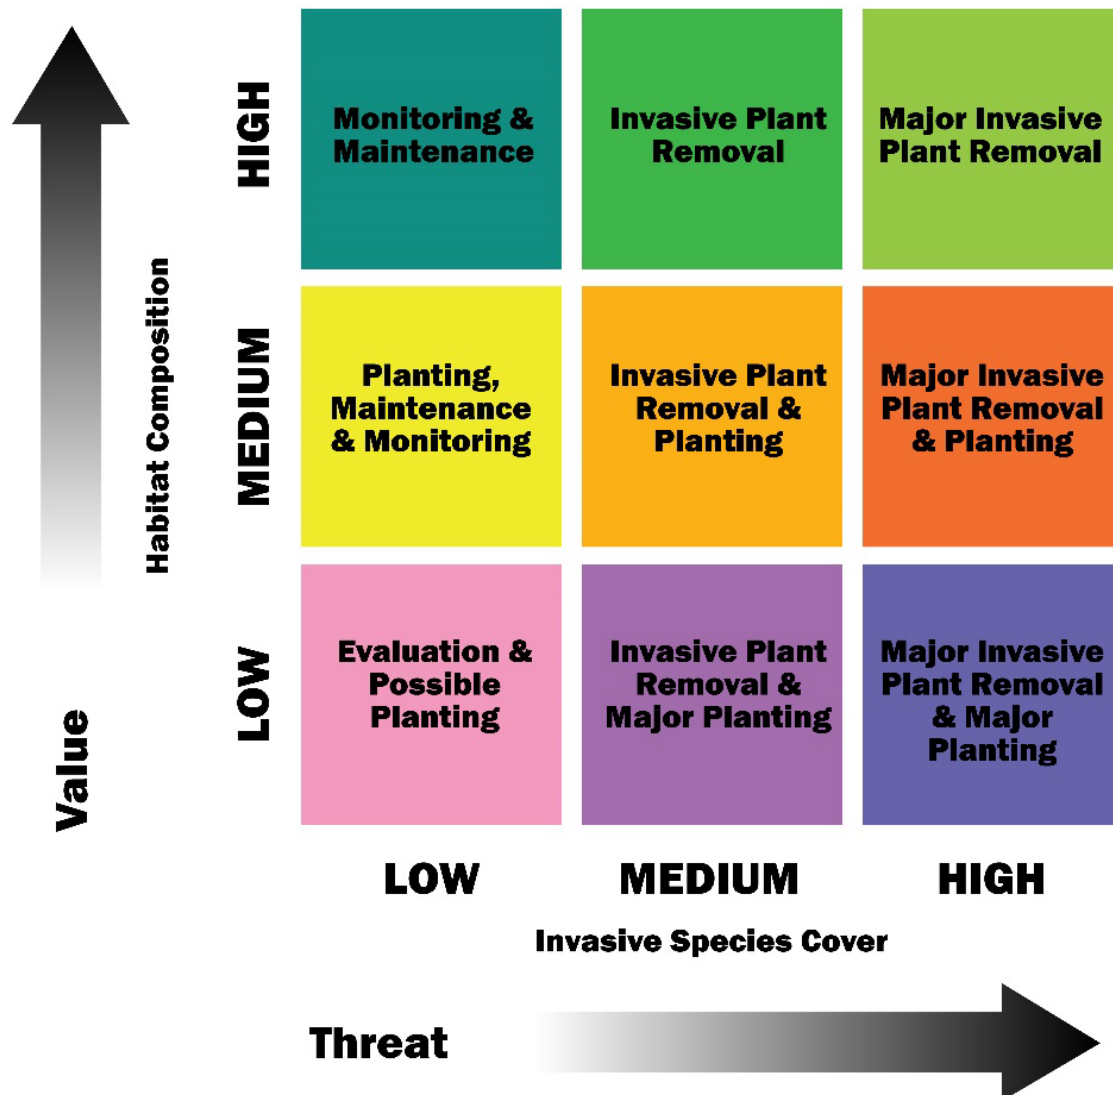 HIGH
Monitoring &
Maintenance
Invasive Plant
Removal
Major Invasive
Plant Removal
Habitat Composition
MEDIUM
Planting,
Maintenance
& Monitoring
Invasive Plant
Removal &
Planting
Major Invasive
Plant Removal
& Planting
Value
LOW
Evaluation &
Possible
Planting
Invasive Plant
Removal &
Major Planting
Major Invasive
Plant Removal
& Major
Planting
LOW
MEDIUM
HIGH
Invasive Species Cover
Threat